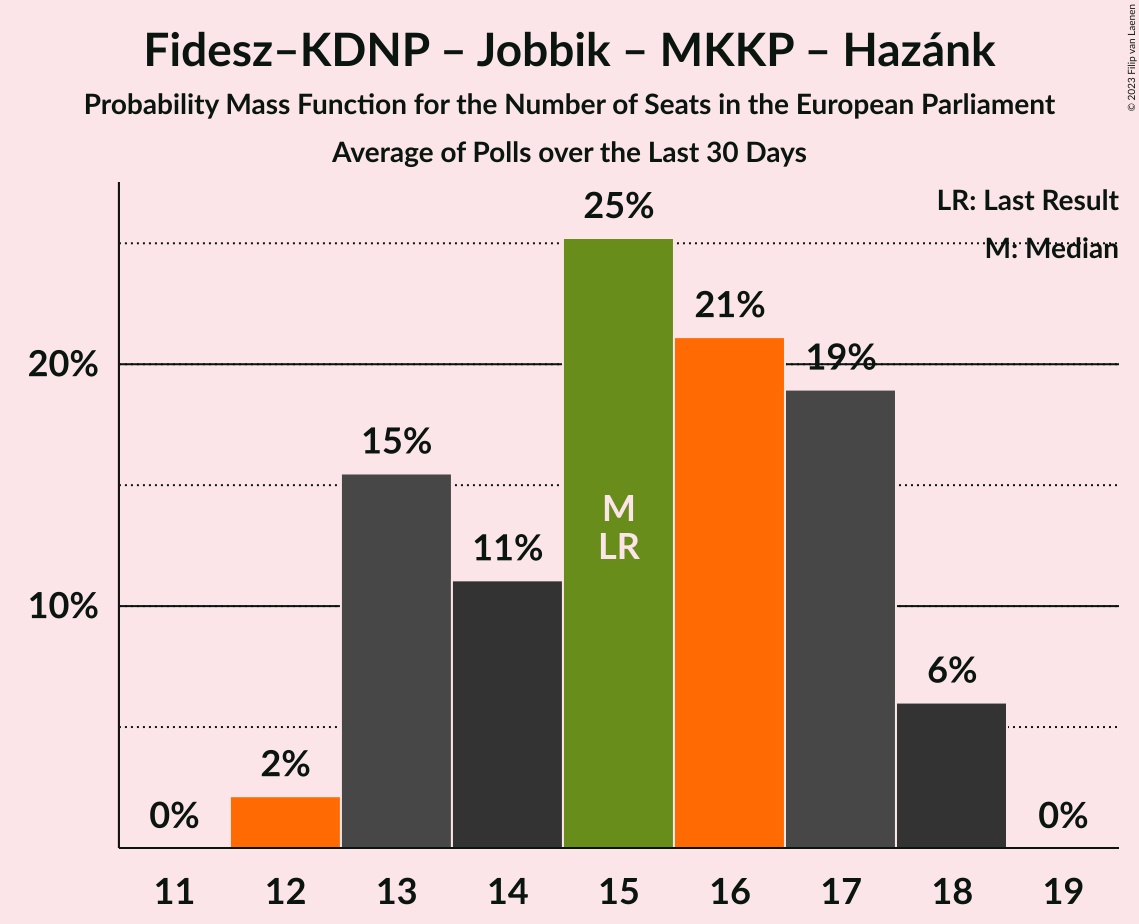 Fidesz–KDNP – Jobbik – MKKP – Hazánk
Probability Mass Function for the Number of Seats in the European Parliament
Average of Polls over the Last 30 Days
© 2023 Filip van Laenen
LR: Last Result
M: Median
25%
21%
20%
19%
15%
M
LR
11%
10%
6%
2%
0%
0%
11 12 13 14 15 16 17 18 19